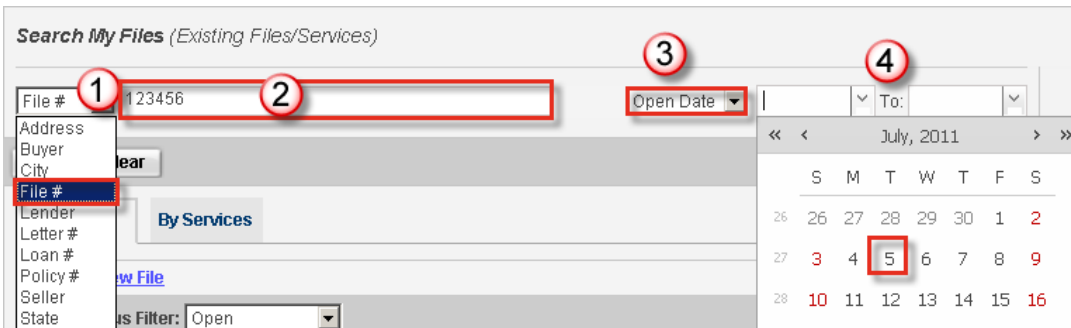 Search My Files (Existing Files/Services)
1 2 3 4
File # 123456 Open Date To:
Address
Buyer
City
File #
Lender
Letter #
Loan #
Policy #
Seller
State
lear
By Services
ew File
us Filter: Open
« ‹ July, 2011 › »
S M T W T F S
26 26 27 28 29 30 1 2
27 3 4 5 6 7 8 9
28 10 11 12 13 14 15 16